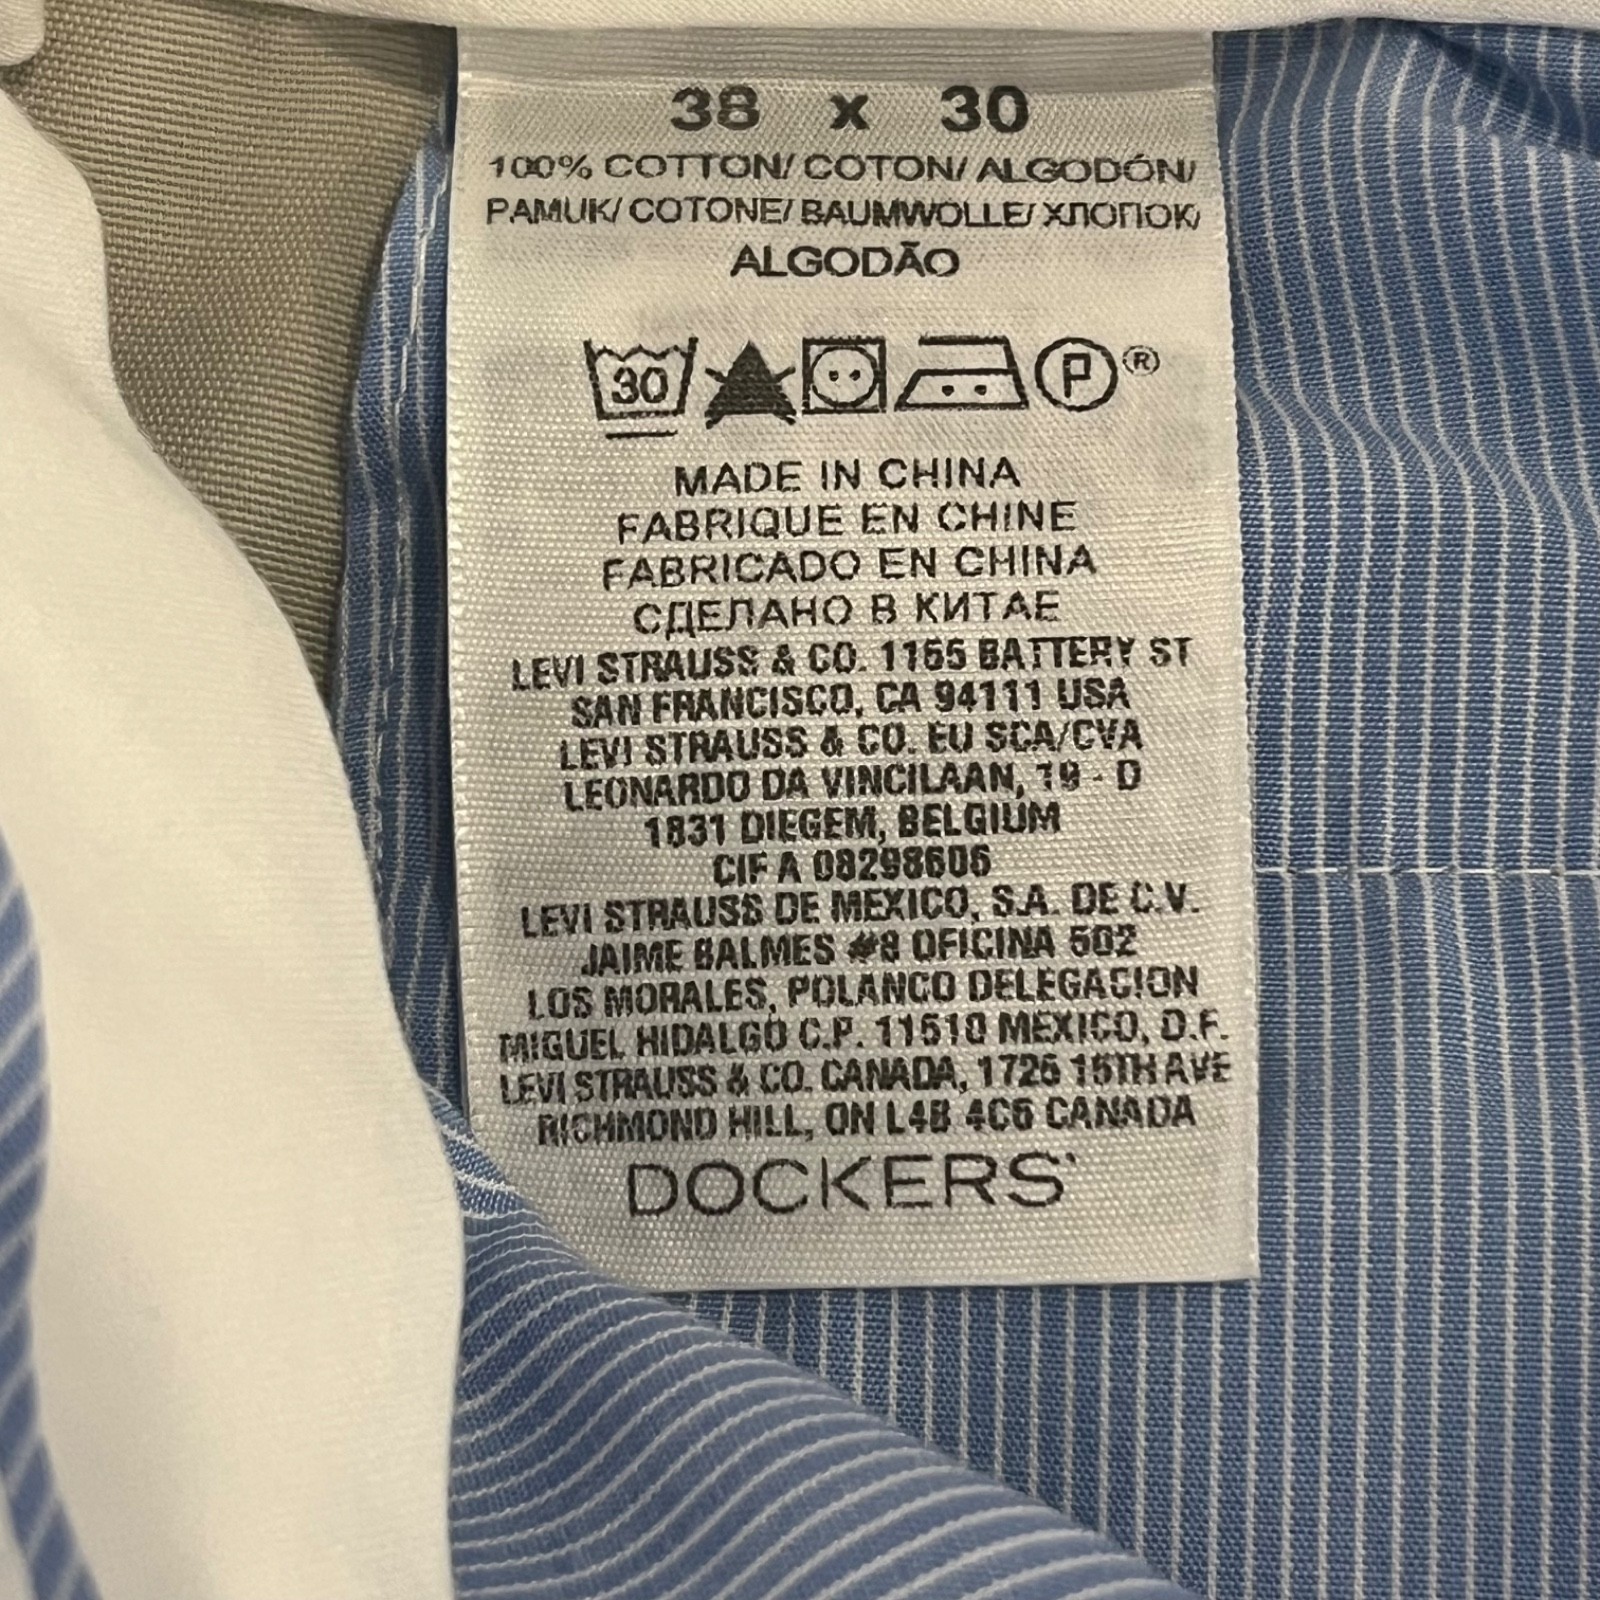 38 x 30
100% COTTON/ COTON/ ALGODÓN/
PAMUK/ COTONE/ BAUMWOLLE/ ХЛОПОК/
ALGODÃO
30 P ®
MADE IN CHINA
FABRIQUE EN CHINE
FABRICADO EN CHINA
СДЕЛАНО В КИТАЕ
LEVI STRAUSS & CO. 1155 BATTERY ST
SAN FRANCISCO, CA 94111 USA
LEVI STRAUSS & CO. EU SCA/CVA
LEONARDO DA VINCILAAN, 19 - D
1831 DIEGEM, BELGIUM
CIF A 08298606
LEVI STRAUSS DE MEXICO, S.A. DE C.V.
JAIME BALMES #8 OFICINA 502
LOS MORALES, POLANCO DELEGACION
MIGUEL HIDALGO C.P. 11510 MEXICO, D.F.
LEVI STRAUSS & CO. CANADA, 1725 16TH AVE
RICHMOND HILL, ON L4B 4C6 CANADA
DOCKERS'